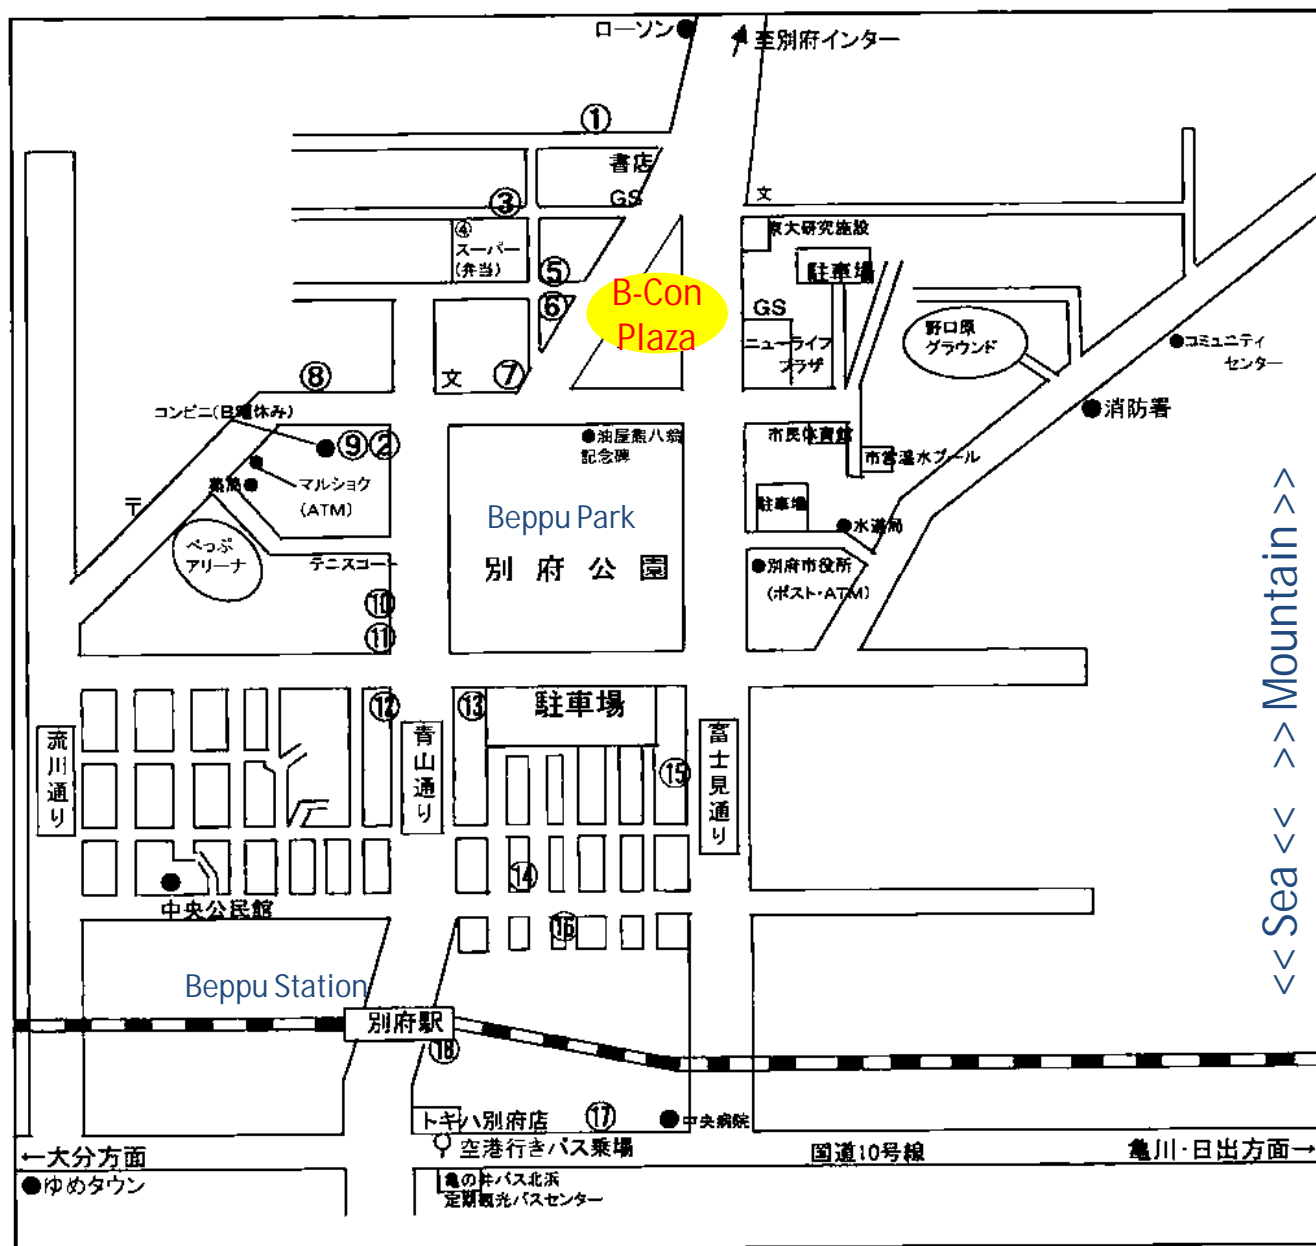 ローソン
至別府インター
①
書店
GS
③
文
④
スーパー
(弁当)
京大研究施設
駐車場
⑤
⑥
B-Con
Plaza
GS
ニューライフ
プラザ
野口原
グラウンド
コミュニティ
センター
⑧
文
⑦
消防署
コンビニ(日曜休み)
⑨②
油屋熊八翁
記念碑
市民体育館
市営温水プール
薬局
マルショク
(ATM)
〒
駐車場
水道局
Beppu Park
別府公園
べっぷ
アリーナ
テニスコート
別府市役所
(ポスト・ATM)
⑩
⑪
<< Sea << >> Mountain >>
⑫
⑬
駐車場
流川通り
青山通り
富士見通り
⑮
⑭
中央公民館
⑯
Beppu Station
別府駅
⑱
トキハ別府店
⑰
中央病院
空港行きバス乗場
←大分方面
国道10号線
亀川・日出方面→
ゆめタウン
亀の井バス北浜
定期観光バスセンター